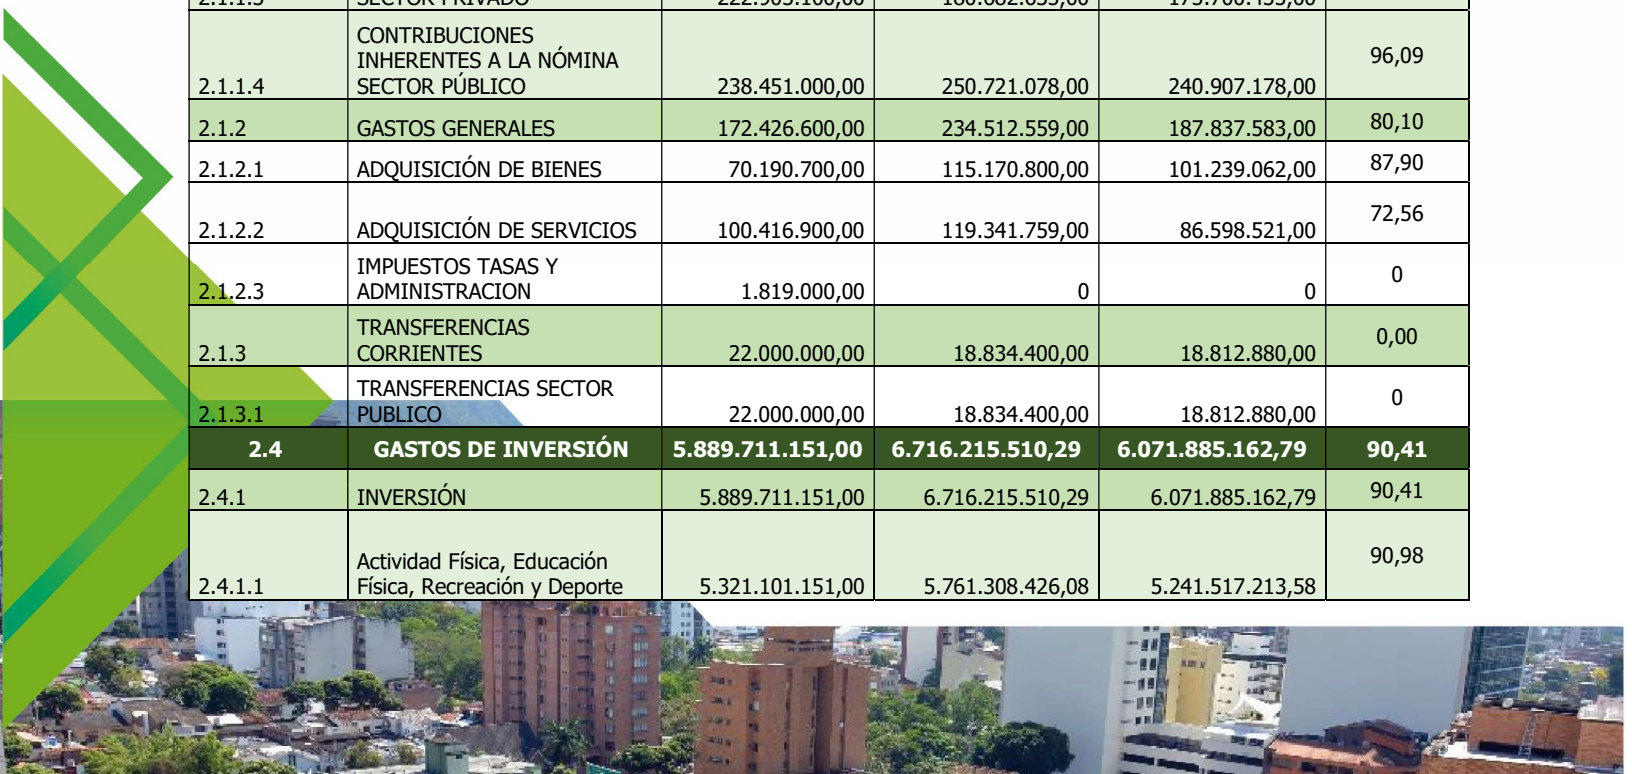 CONTRIBUCIONES
INHERENTES A LA NÓMINA
2.1.1.4 SECTOR PÚBLICO 238.451.000,00 250.721.078,00 240.907.178,00 96,09
2.1.2 GASTOS GENERALES 172.426.600,00 234.512.559,00 187.837.583,00 80,10
2.1.2.1 ADQUISICIÓN DE BIENES 70.190.700,00 115.170.800,00 101.239.062,00 87,90
2.1.2.2 ADQUISICIÓN DE SERVICIOS 100.416.900,00 119.341.759,00 86.598.521,00 72,56
IMPUESTOS TASAS Y
2.1.2.3 ADMINISTRACION 1.819.000,00 0 0 0
TRANSFERENCIAS
2.1.3 CORRIENTES 22.000.000,00 18.834.400,00 18.812.880,00 0,00
TRANSFERENCIAS SECTOR
2.1.3.1 PUBLICO 22.000.000,00 18.834.400,00 18.812.880,00 0
2.4 GASTOS DE INVERSIÓN 5.889.711.151,00 6.716.215.510,29 6.071.885.162,79 90,41
2.4.1 INVERSIÓN 5.889.711.151,00 6.716.215.510,29 6.071.885.162,79 90,41
Actividad Física, Educación
2.4.1.1 Física, Recreación y Deporte 5.321.101.151,00 5.761.308.426,08 5.241.517.213,58 90,98